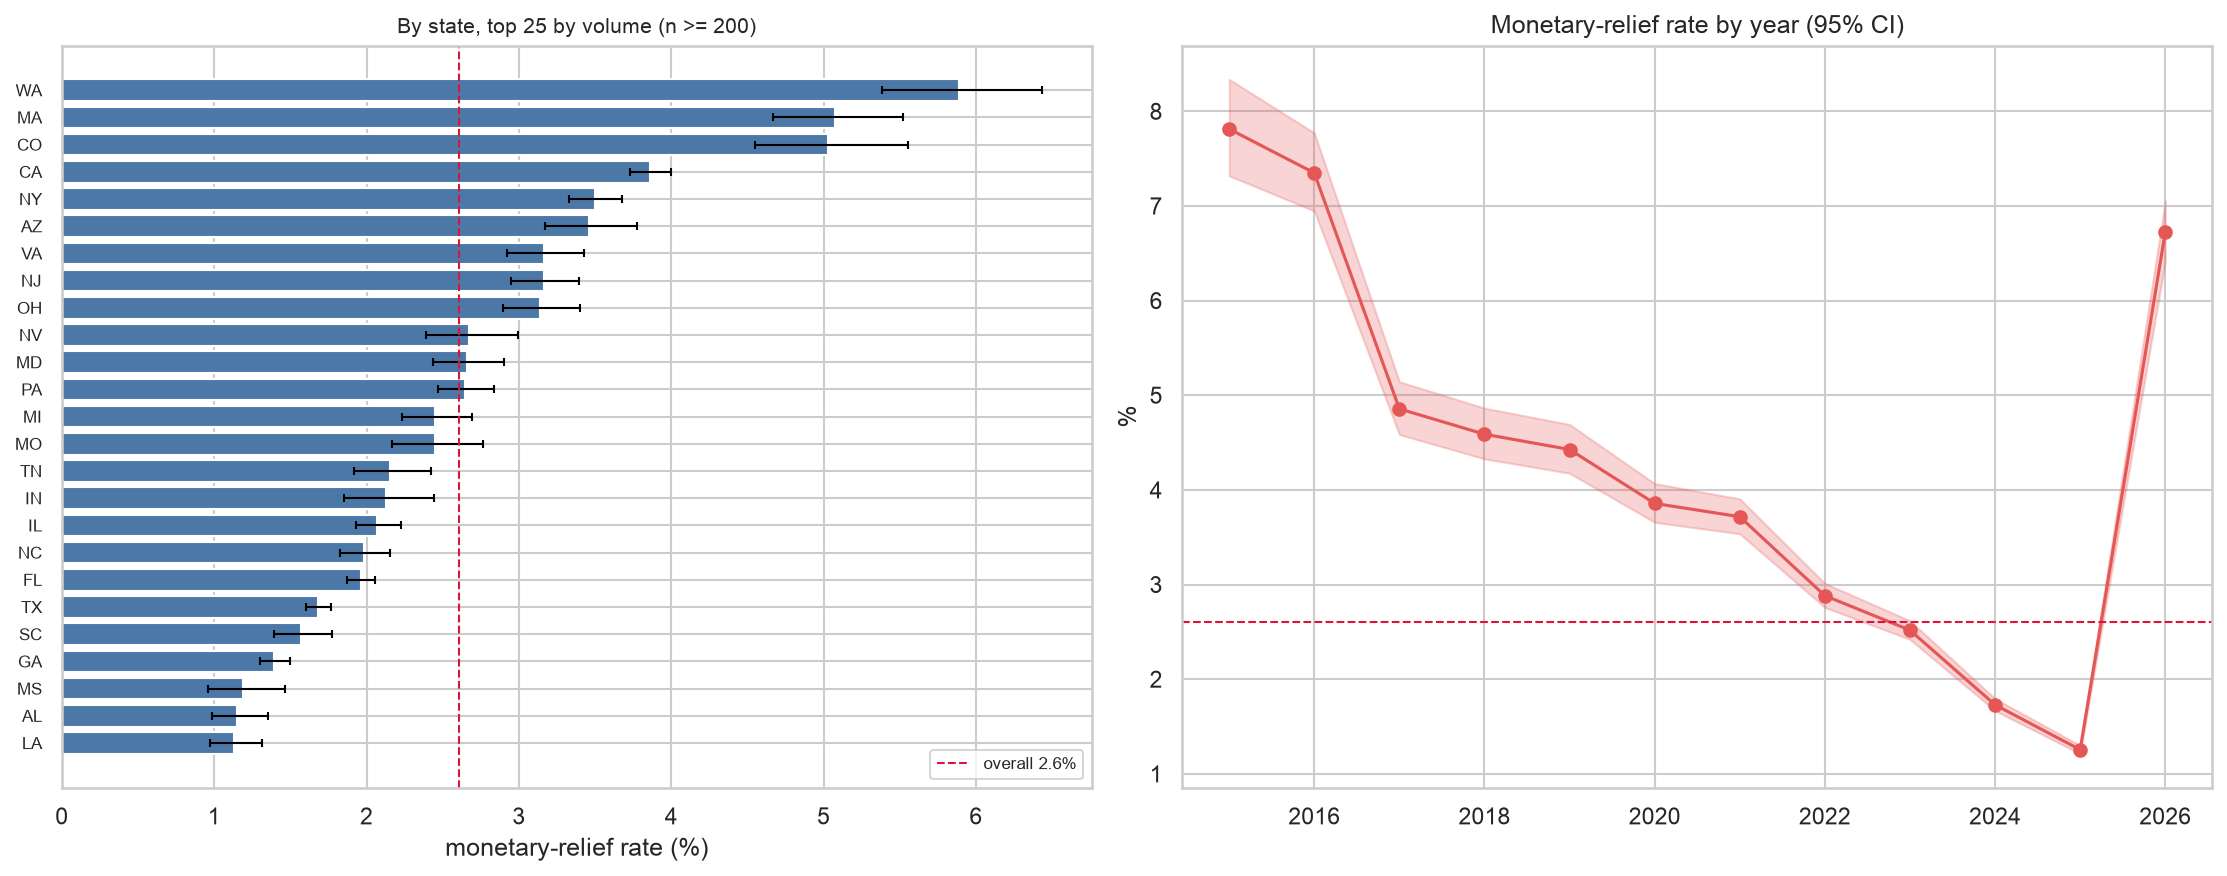 By state, top 25 by volume (n >= 200)
WA
MA
CO
CA
NY
AZ
VA
NJ
OH
NV
MD
PA
MI
MO
TN
IN
IL
NC
FL
TX
SC
GA
MS
AL
LA
overall 2.6%
0 1 2 3 4 5 6
monetary-relief rate (%)
Monetary-relief rate by year (95% CI)
%
8
7
6
5
4
3
2
1
2016 2018 2020 2022 2024 2026